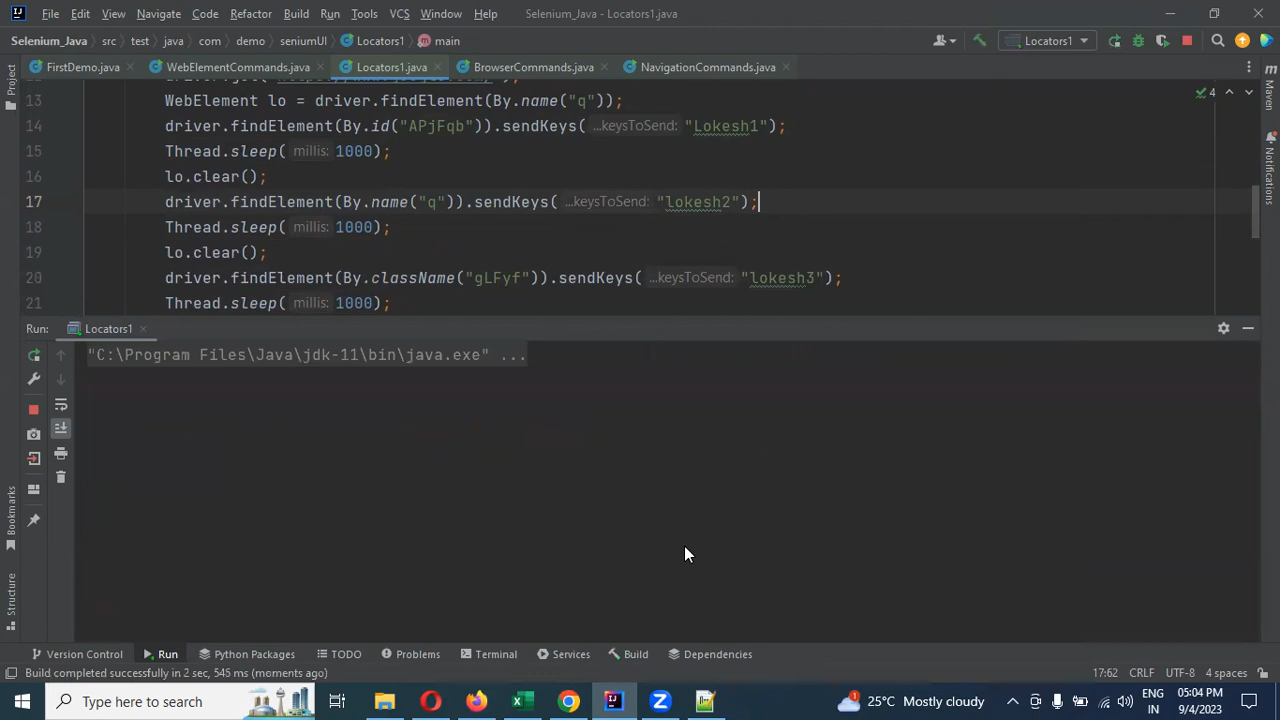 File Edit View Navigate Code Refactor Build Run Tools VCS Window Help Selenium_Java - Locators1.java
Selenium_Java > src > test > java > com > demo > seniumUI > Locators1 > main Locators1
FirstDemo.java WebElementCommands.java Locators1.java BrowserCommands.java NavigationCommands.java
Project
Maven
Notifications
4
13 WebElement lo = driver.findElement(By.name("q"));
14 driver.findElement(By.id("APjFqb")).sendKeys( ...keysToSend: "Lokesh1");
15 Thread.sleep( millis: 1000);
16 lo.clear();
17 driver.findElement(By.name("q")).sendKeys( ...keysToSend: "lokesh2");
18 Thread.sleep( millis: 1000);
19 lo.clear();
20 driver.findElement(By.className("gLFyf")).sendKeys( ...keysToSend: "lokesh3");
21 Thread.sleep( millis: 1000);
Run: Locators1
"C:\Program Files\Java\jdk-11\bin\java.exe" ...
Bookmarks
Structure
Version Control Run Python Packages TODO Problems Terminal Services Build Dependencies
Build completed successfully in 2 sec, 545 ms (moments ago) 17:62 CRLF UTF-8 4 spaces
Type here to search 1 25°C Mostly cloudy ENG IN 05:04 PM 9/4/2023